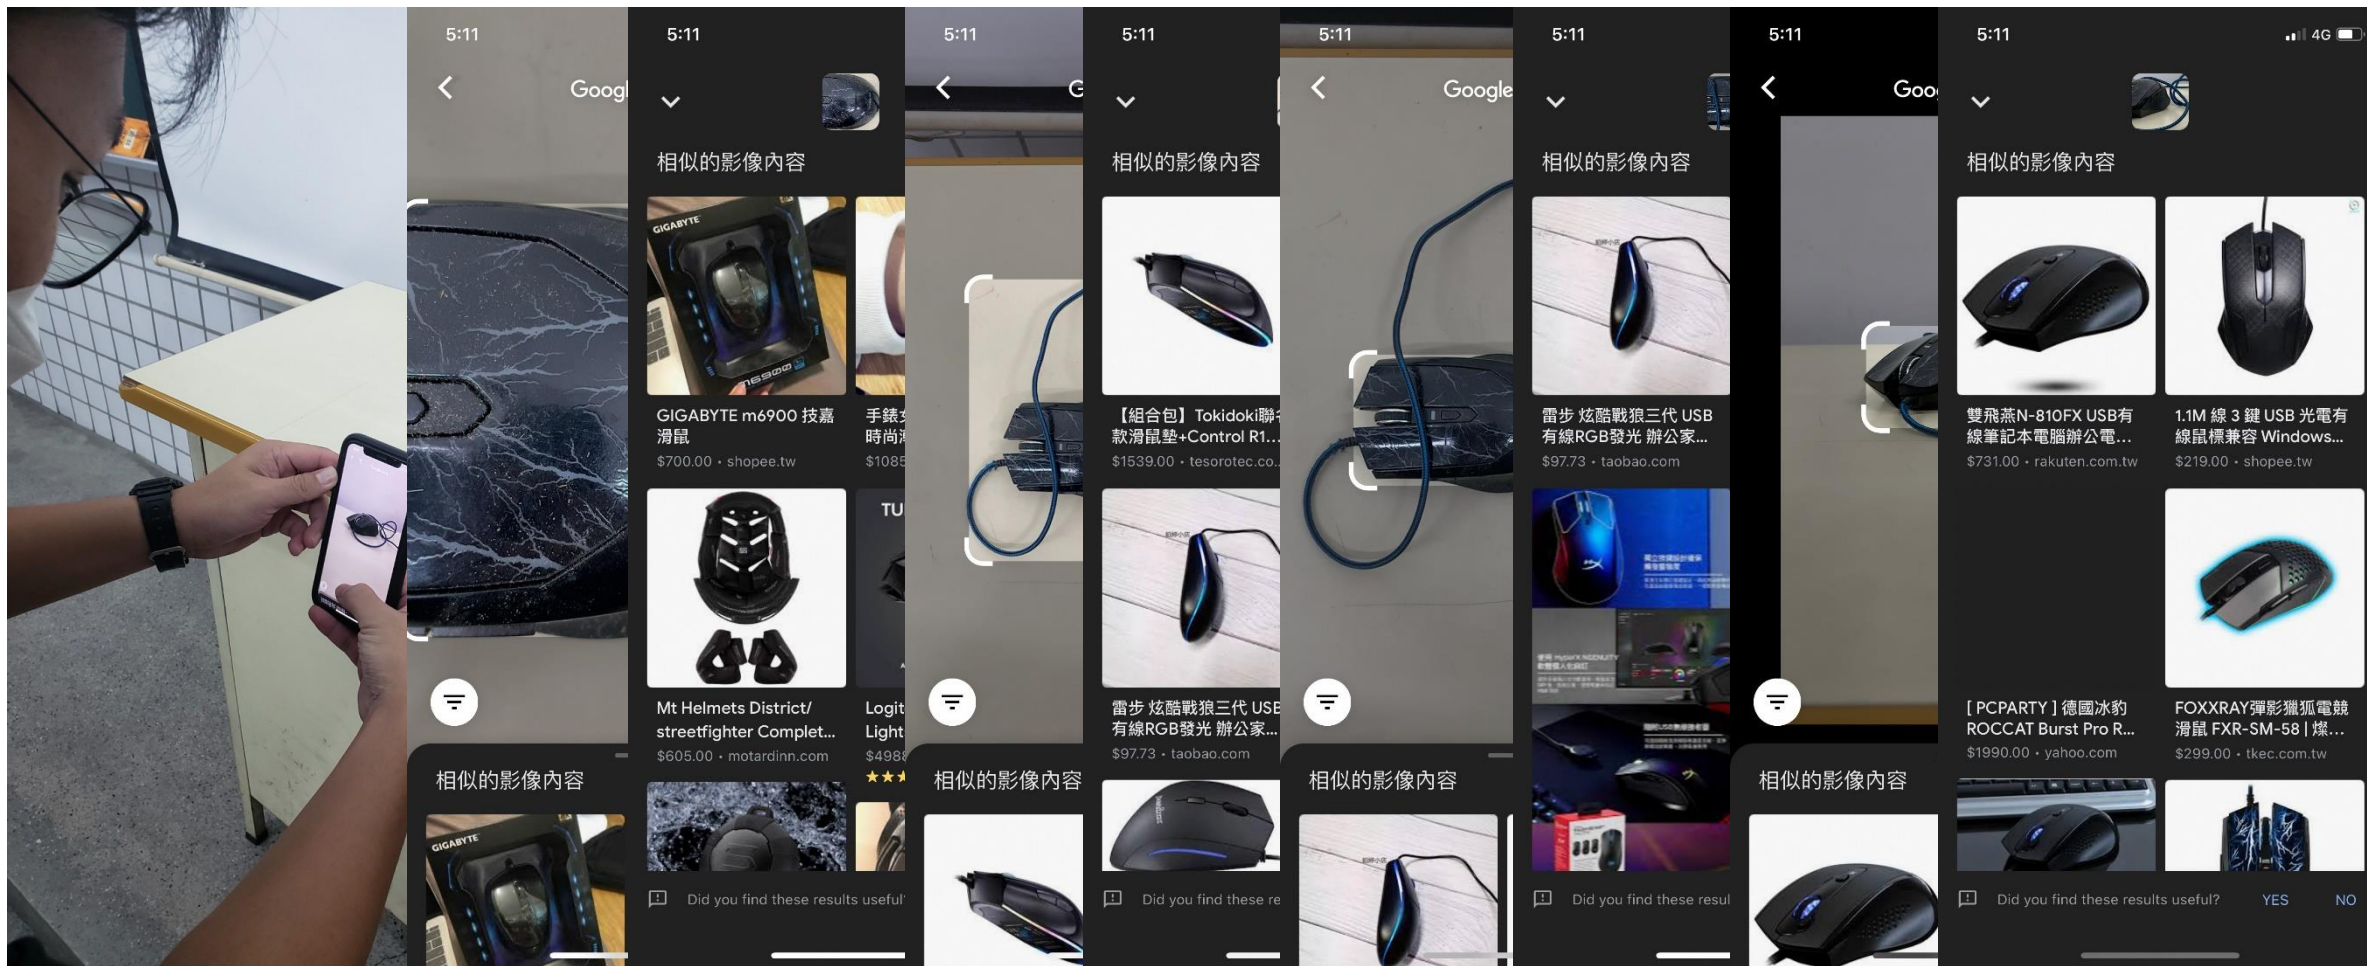 5:11
Googl
相似的影像內容
GIGABYTE
5:11
相似的影像內容
GIGABYTE
M6900
GIGABYTE m6900 技嘉
滑鼠
$700.00 • shopee.tw
手錶
時尚
$1085
Mt Helmets District/
streetfighter Complet...
$605.00 • motardinn.com
TU
Logit
Light
$4988
Did you find these results useful
5:11
G
相似的影像內容
5:11
相似的影像內容
【組合包】Tokidoki聯
款滑鼠墊+Control R1...
$1539.00 • tesorotec.co..
雷步 炫酷戰狼三代 USB
有線RGB發光 辦公家...
$97.73 • taobao.com
Did you find these re
5:11
Google
相似的影像內容
5:11
相似的影像內容
雷步 炫酷戰狼三代 USB
有線RGB發光 辦公家...
$97.73 • taobao.com
Did you find these resul
5:11
Goo
相似的影像內容
5:11
4G
相似的影像內容
雙飛燕N-810FX USB有
線筆記本電腦辦公電...
$731.00 • rakuten.com.tw
1.1M 線 3 鍵 USB 光電有
線鼠標兼容 Windows...
$219.00 • shopee.tw
[ PCPARTY ] 德國冰豹
ROCCAT Burst Pro R...
$1990.00 • yahoo.com
FOXXRAY彈影獵狐電競
滑鼠 FXR-SM-58 | 燦...
$299.00 • tkec.com.tw
Did you find these results useful?
YES
NO